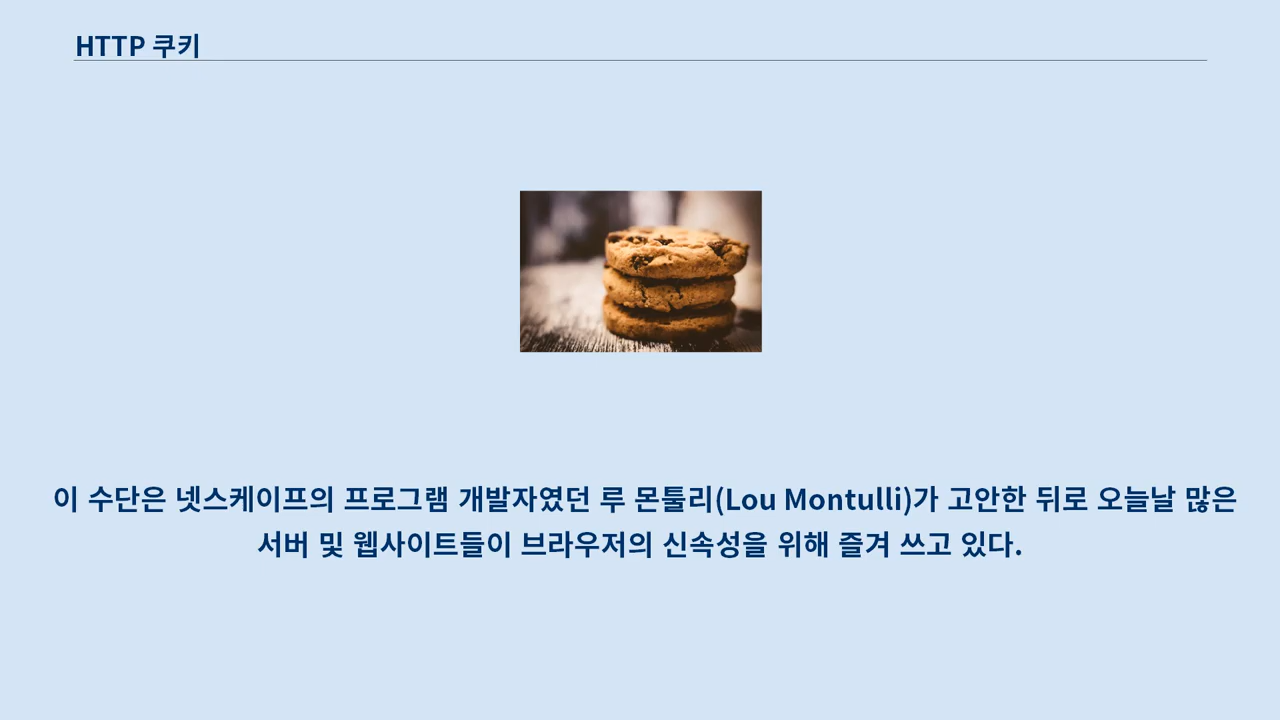 HTTP 쿠키
이 수단은 넷스케이프의 프로그램 개발자였던 루 몬툴리(Lou Montulli)가 고안한 뒤로 오늘날 많은
서버 및 웹사이트들이 브라우저의 신속성을 위해 즐겨 쓰고 있다.